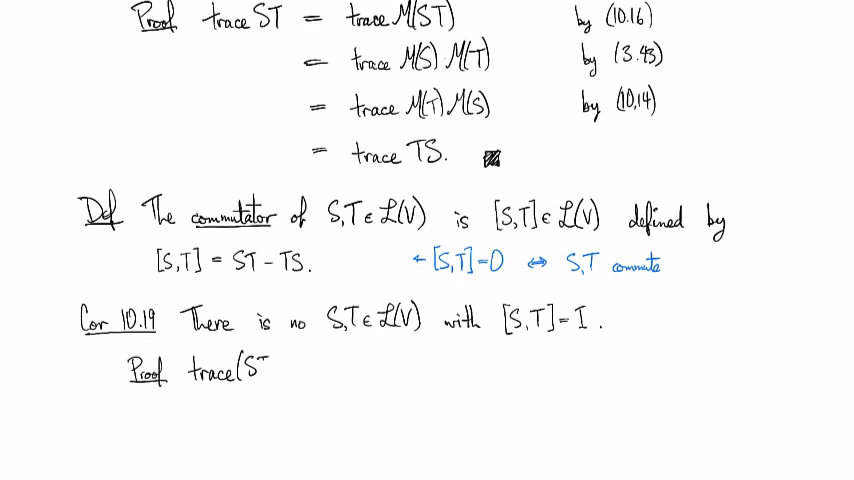 Proof trace ST = trace M(ST) by (10.16)
= trace M(S) M(T) by (3.43)
= trace M(T) M(S) by (10.14)
= trace TS.
Def The commutator of S,T ∈ L(V) is [S,T] ∈ L(V) defined by
[S,T] = ST − TS. ← [S,T] = 0 ⇔ S,T commute
Cor 10.19 There is no S,T ∈ L(V) with [S,T] = I.
Proof trace(ST